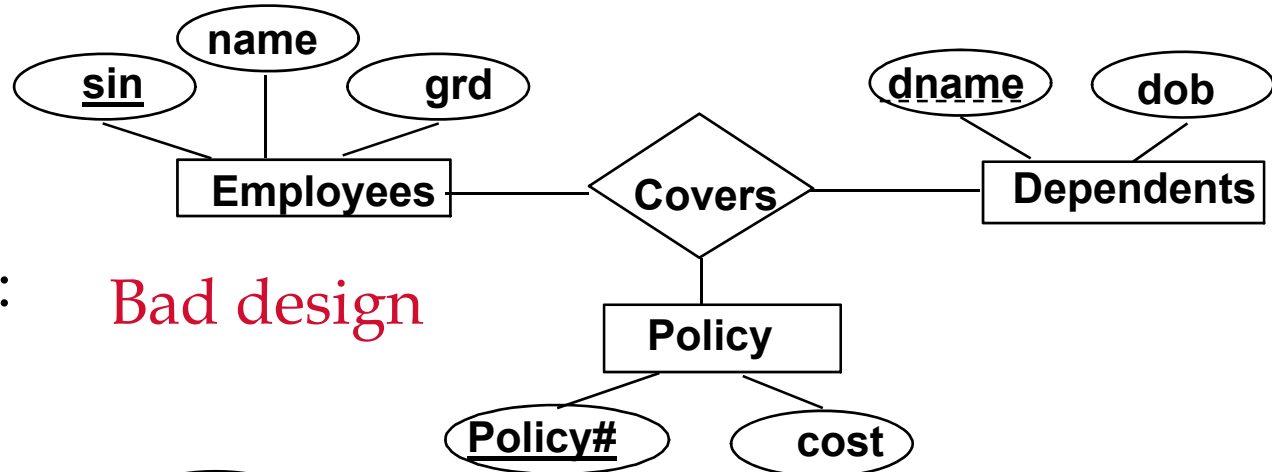 name
sin
grd
dname
dob
Employees
Covers
Dependents
:
Bad design
Policy
Policy#
cost